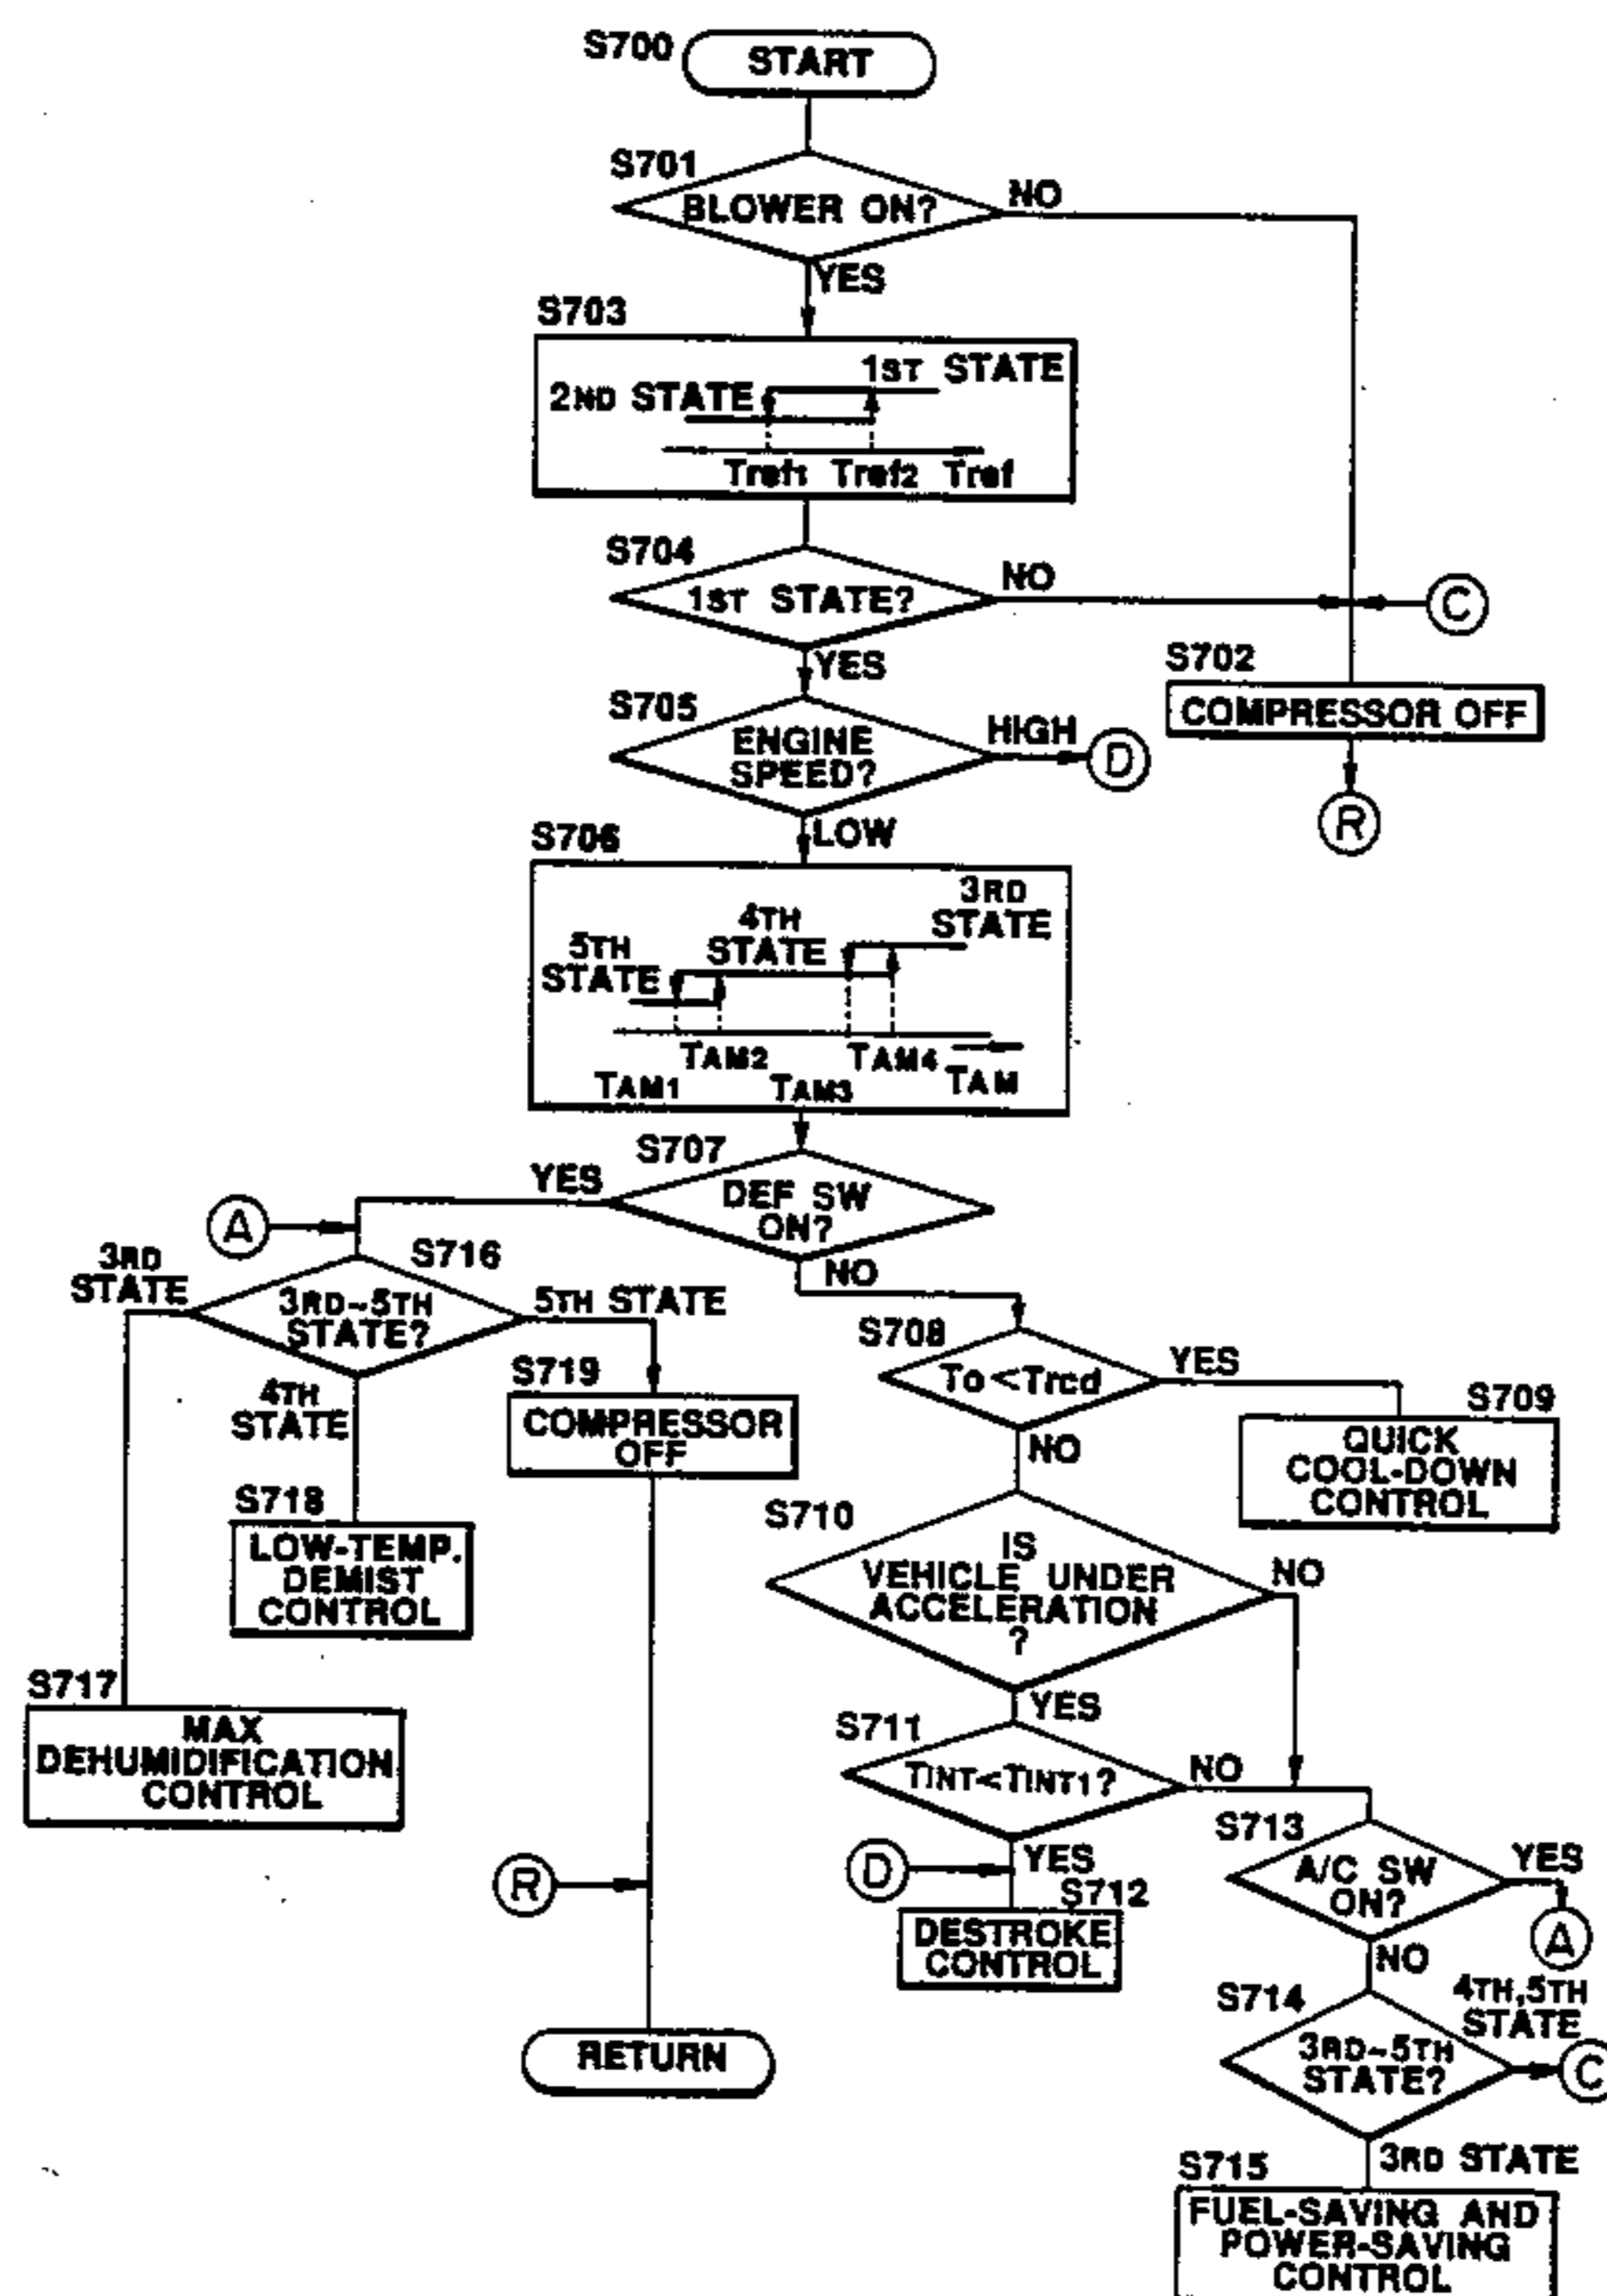 S700
START
S701
BLOWER ON?
NO
YES
S703
1ST STATE
2ND STATE
Tref1 Tref2 Tref
S704
1ST STATE?
NO
C
YES
S702
COMPRESSOR OFF
R
S705
ENGINE
SPEED?
HIGH
D
LOW
S706
3RD
STATE
4TH
STATE
5TH
STATE
TAM2
TAM4
TAM
TAM1
TAM3
S707
DEF SW
ON?
YES
NO
A
S716
3RD~5TH
STATE?
3RD
STATE
5TH STATE
4TH
STATE
S719
COMPRESSOR
OFF
S718
LOW-TEMP.
DEMIST
CONTROL
S717
MAX
DEHUMIDIFICATION
CONTROL
R
RETURN
S708
To<Trcd
YES
NO
S709
QUICK
COOL-DOWN
CONTROL
S710
IS
VEHICLE UNDER
ACCELERATION
?
NO
YES
S711
TINT<TINT1?
NO
YES
D
S712
DESTROKE
CONTROL
S713
A/C SW
ON?
YES
A
NO
S714
3RD~5TH
STATE?
4TH,5TH
STATE
C
3RD STATE
S715
FUEL-SAVING AND
POWER-SAVING
CONTROL